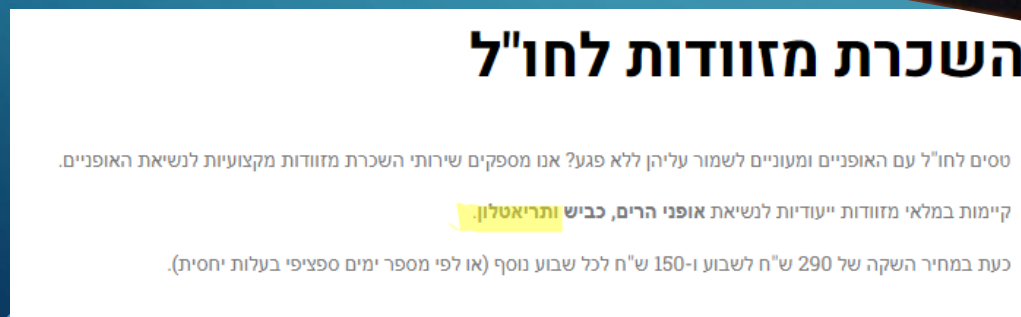 השכרת מזוודות לחו"ל
טסים לחו"ל עם האופניים ומעוניים לשמור עליהן ללא פגע? אנו מספקים שירותי השכרת מזוודות מקצועיות לנשיאת האופניים.
קיימות במלאי מזוודות ייעודיות לנשיאת אופני הרים, כביש ותריאטלון.
כעת במחיר השקה של 290 ש"ח לשבוע ו-150 ש"ח לכל שבוע נוסף (או לפי מספר ימים ספציפי בעלות יחסית).